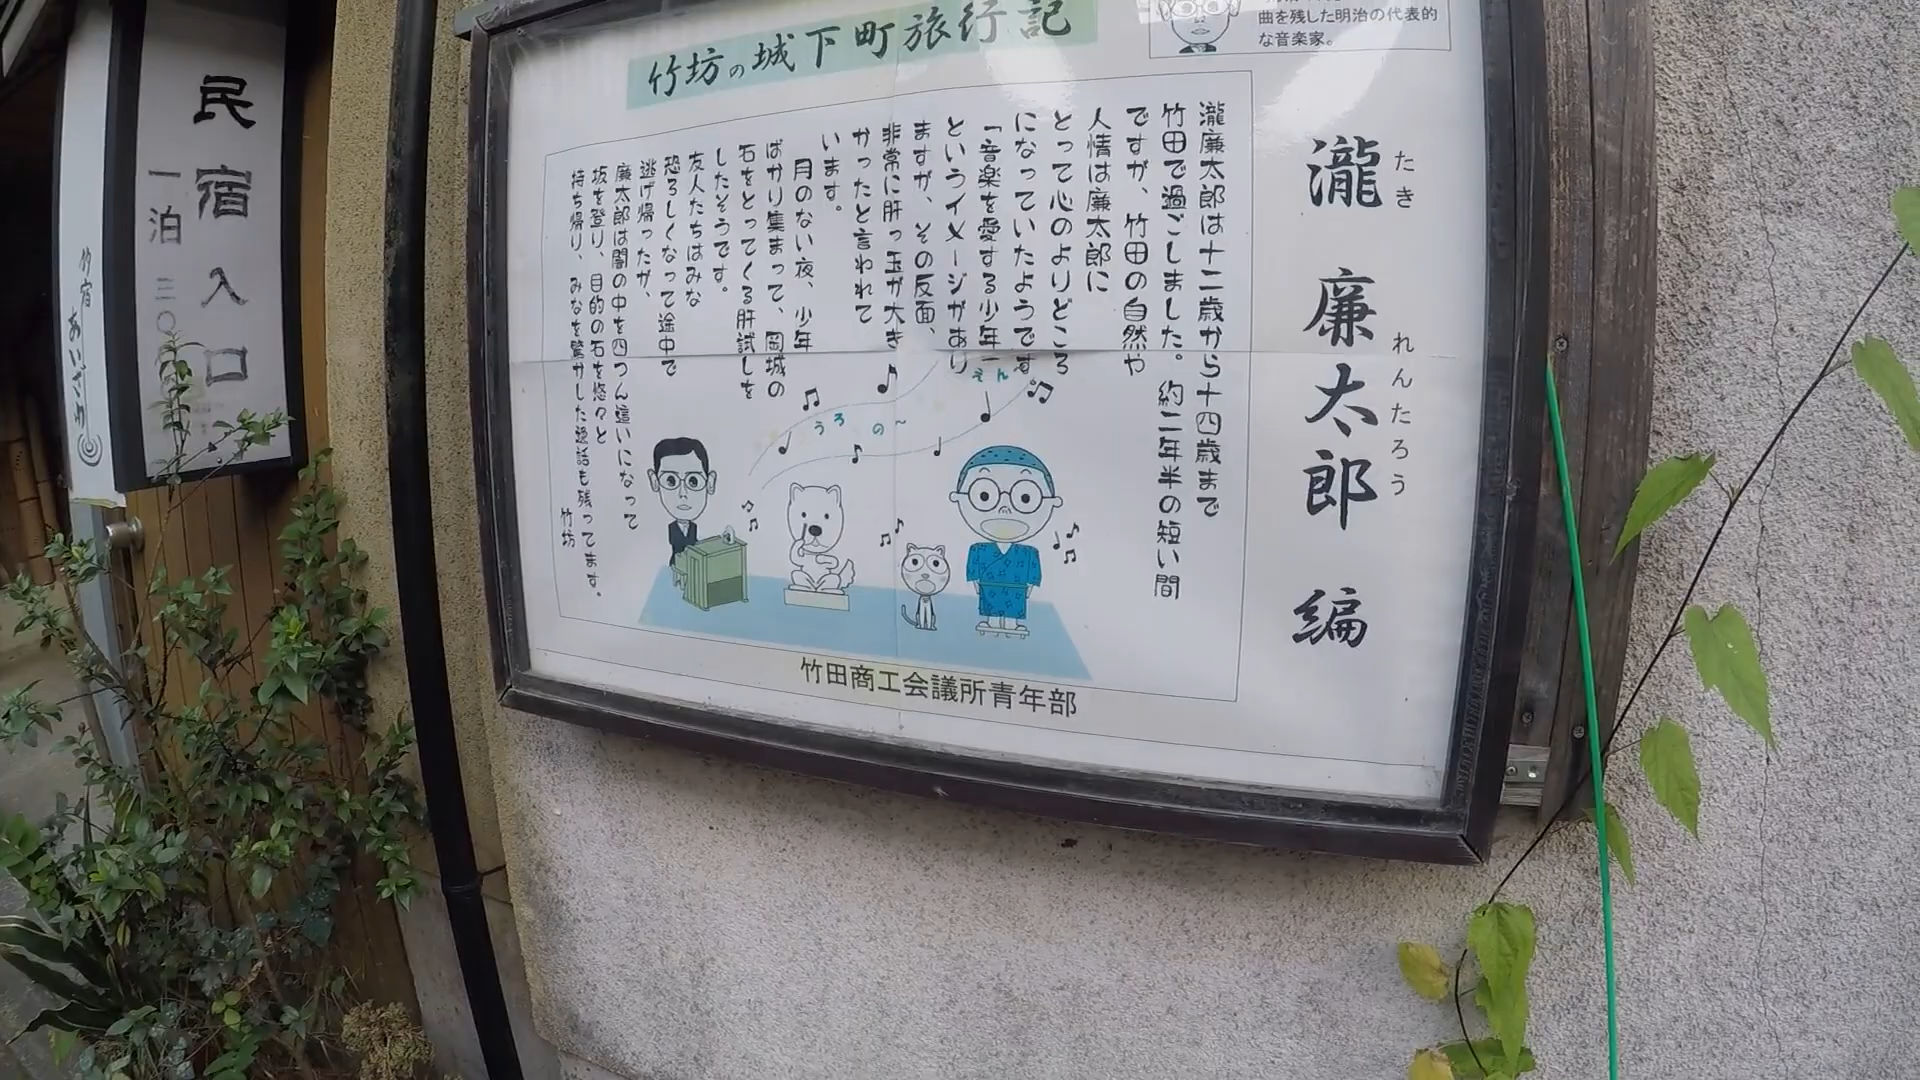 竹坊の城下町旅行記
曲を残した明治の代表的
な音楽家。
たき れんたろう
瀧 廉太郎 編
瀧廉太郎は十二歳から十四歳まで
竹田で過ごしました。約二年半の短い間
ですが、竹田の自然や
人情は廉太郎に
とって心のよりどころ
になっていたようです。
「音楽を愛する少年」
というイメージがあり
ますが、その反面、
非常に肝っ玉が大き
かったと言われて
います。
月のない夜、少年
ばかり集まって、岡城の
石をとってくる肝試しを
したそうです。
友人たちはみな
恐ろしくなって途中で
逃げ帰ったが、
廉太郎は闇の中を四つん這いになって
坂を登り、目的の石を悠々と
持ち帰り、みなを驚かした逸話も残ってます。
竹坊
うろの〜
えん
竹田商工会議所青年部
民宿入口
一泊 三〇
竹宿 あいざわ